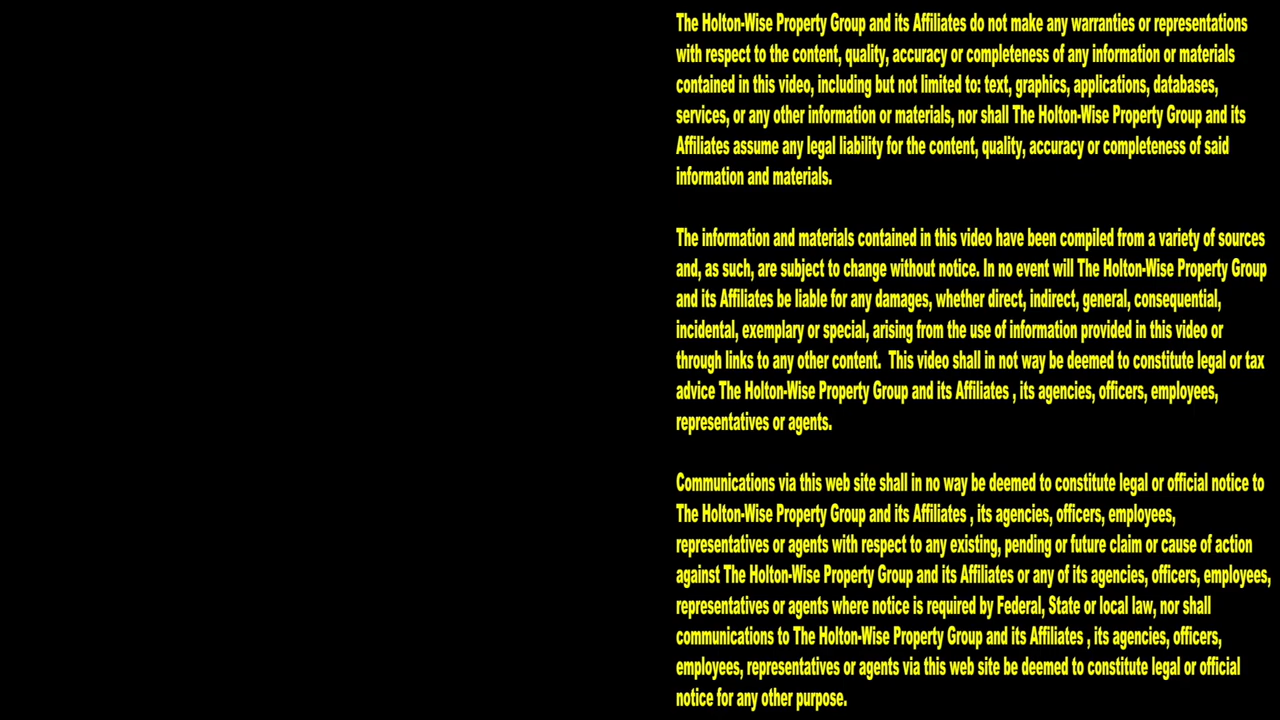 The Holton-Wise Property Group and its Affiliates do not make any warranties or representations
with respect to the content, quality, accuracy or completeness of any information or materials
contained in this video, including but not limited to: text, graphics, applications, databases,
services, or any other information or materials, nor shall The Holton-Wise Property Group and its
Affiliates assume any legal liability for the content, quality, accuracy or completeness of said
information and materials.
The information and materials contained in this video have been compiled from a variety of sources
and, as such, are subject to change without notice. In no event will The Holton-Wise Property Group
and its Affiliates be liable for any damages, whether direct, indirect, general, consequential,
incidental, exemplary or special, arising from the use of information provided in this video or
through links to any other content.  This video shall in not way be deemed to constitute legal or tax
advice The Holton-Wise Property Group and its Affiliates , its agencies, officers, employees,
representatives or agents.
Communications via this web site shall in no way be deemed to constitute legal or official notice to
The Holton-Wise Property Group and its Affiliates , its agencies, officers, employees,
representatives or agents with respect to any existing, pending or future claim or cause of action
against The Holton-Wise Property Group and its Affiliates or any of its agencies, officers, employees,
representatives or agents where notice is required by Federal, State or local law, nor shall
communications to The Holton-Wise Property Group and its Affiliates , its agencies, officers,
employees, representatives or agents via this web site be deemed to constitute legal or official
notice for any other purpose.